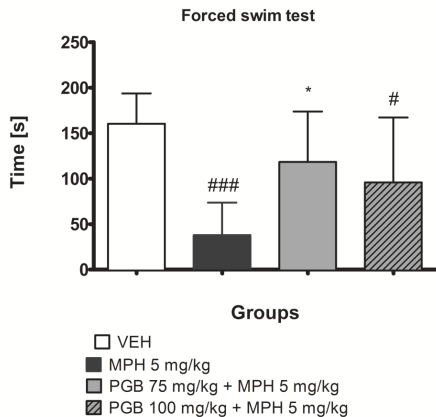 Forced swim test
250
200
150
100
50
0
Time [s]
###
*
#
Groups
VEH
MPH 5 mg/kg
PGB 75 mg/kg + MPH 5 mg/kg
PGB 100 mg/kg + MPH 5 mg/kg